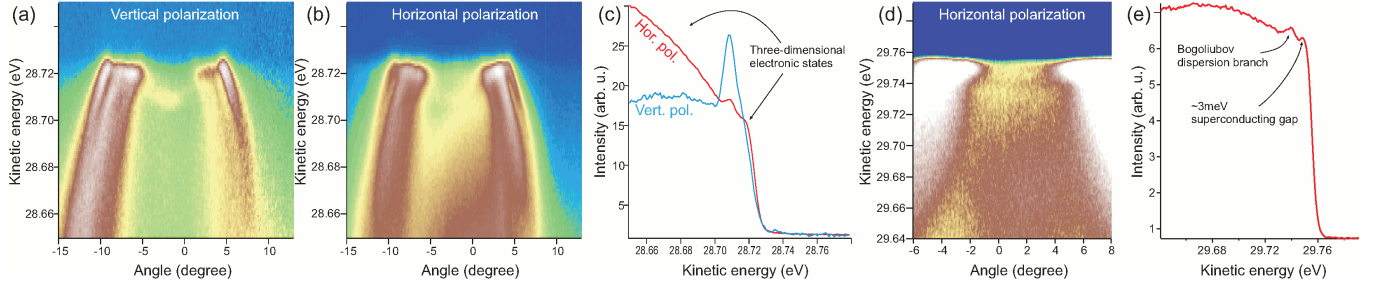 (a)
Vertical polarization
Kinetic energy (eV)
28.72
28.70
28.68
28.66
-15
-10
-5
0
5
10
Angle (degree)
(b)
Horizontal polarization
Kinetic energy (eV)
28.72
28.70
28.68
28.66
-15
-10
-5
0
5
10
Angle (degree)
(c)
Intensity (arb. u.)
30
25
20
15
5
Hor. pol.
Vert. pol.
Three-dimensional
electronic states
28.66
28.68
28.70
28.72
28.74
28.76
Kinetic energy (eV)
(d)
Horizontal polarization
Kinetic energy (eV)
29.76
29.74
29.72
29.70
29.68
29.66
29.64
-6
-4
-2
0
2
4
6
8
Angle (degree)
(e)
Intensity (arb. u.)
6
5
4
3
2
1
Bogoliubov
dispersion branch
~3meV
superconducting gap
29.68
29.72
29.76
Kinetic energy (eV)